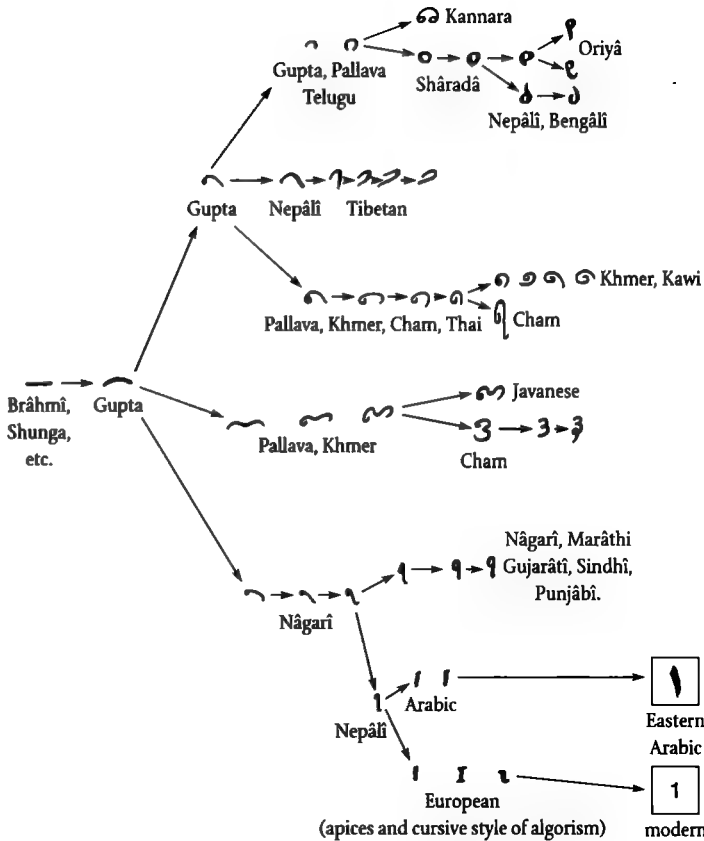 Kannara
Gupta, Pallava
Telugu
Shâradâ
Oriyâ
Nepâlî, Bengâlî
Gupta
Nepâlî
Tibetan
Pallava, Khmer, Cham, Thai
Khmer, Kawi
Cham
Brâhmî,
Shunga,
etc.
Gupta
Pallava, Khmer
Javanese
Cham
Nâgarî
Nâgarî, Marâthi
Gujarâtî, Sindhî,
Punjâbî.
Nepâlî
Arabic
Eastern
Arabic
European
(apices and cursive style of algorism)
1
modern